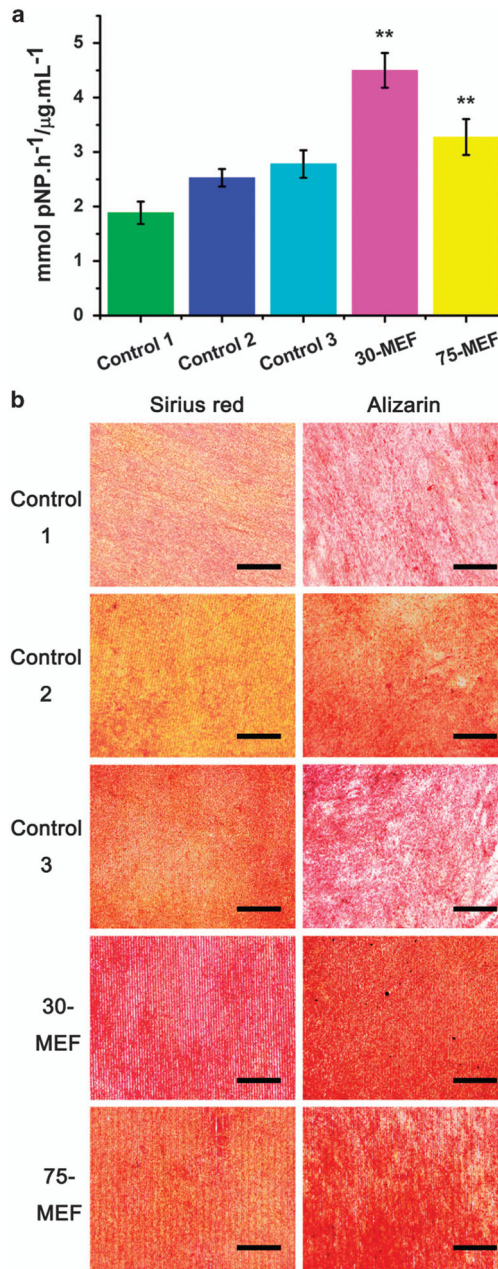 a
mmol pNP.h⁻¹/µg.mL⁻¹
5
4
3
2
1
0
**
**
Control 1
Control 2
Control 3
30-MEF
75-MEF
b
Sirius red
Alizarin
Control
1
Control
2
Control
3
30-
MEF
75-
MEF